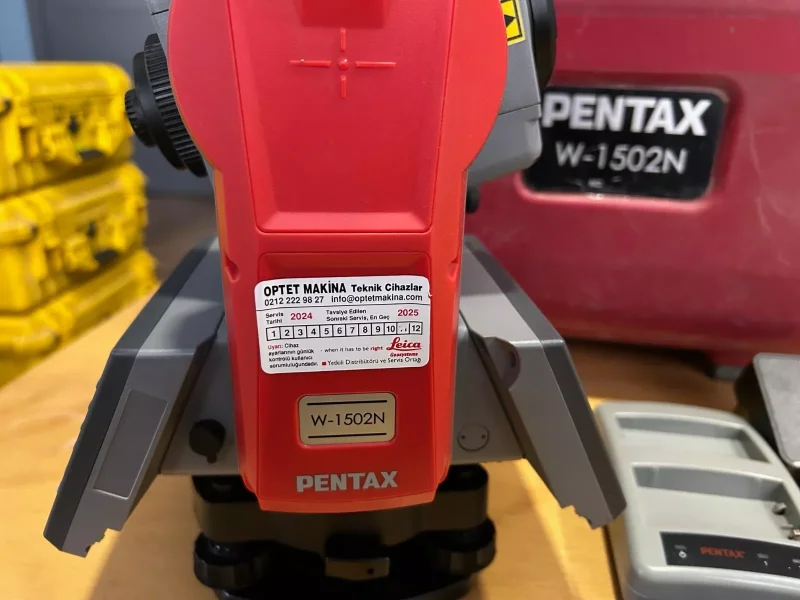 PENTAX
W-1502N
OPTET MAKİNA Teknik Cihazlar
0212 222 98 27 info@optetmakina.com
Servis Tarihi 2024 Tavsiye Edilen Sonraki Servis, En Geç 2025
1 2 3 4 5 6 7 8 9 10 12
Uyarı: Cihaz
ayarlarının günlük
kontrolü kullanıcı
sorumluluğundadır.
- when it has to be right
Leica
Geosystems
Yetkili Distribütörü ve Servis Ortağı
W-1502N
PENTAX
PENTAX